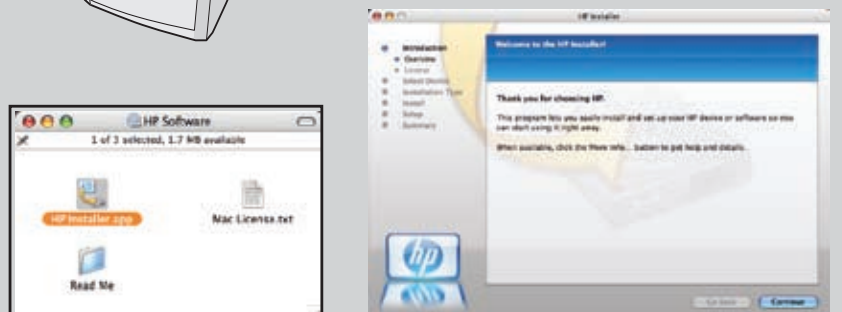 HP Software
1 of 3 selected, 1.7 MB available
HP Installer.app
Mac License.txt
Read Me
HP Installer
Introduction
Overview
License
Select Device
Installation Type
Install
Setup
Summary
Welcome to the HP Installer!
Thank you for choosing HP.
This program lets you easily install and set up your HP device or software so you
can start using it right away.
When available, click the More Info... button to get help and details.
hp
Go Back
Continue